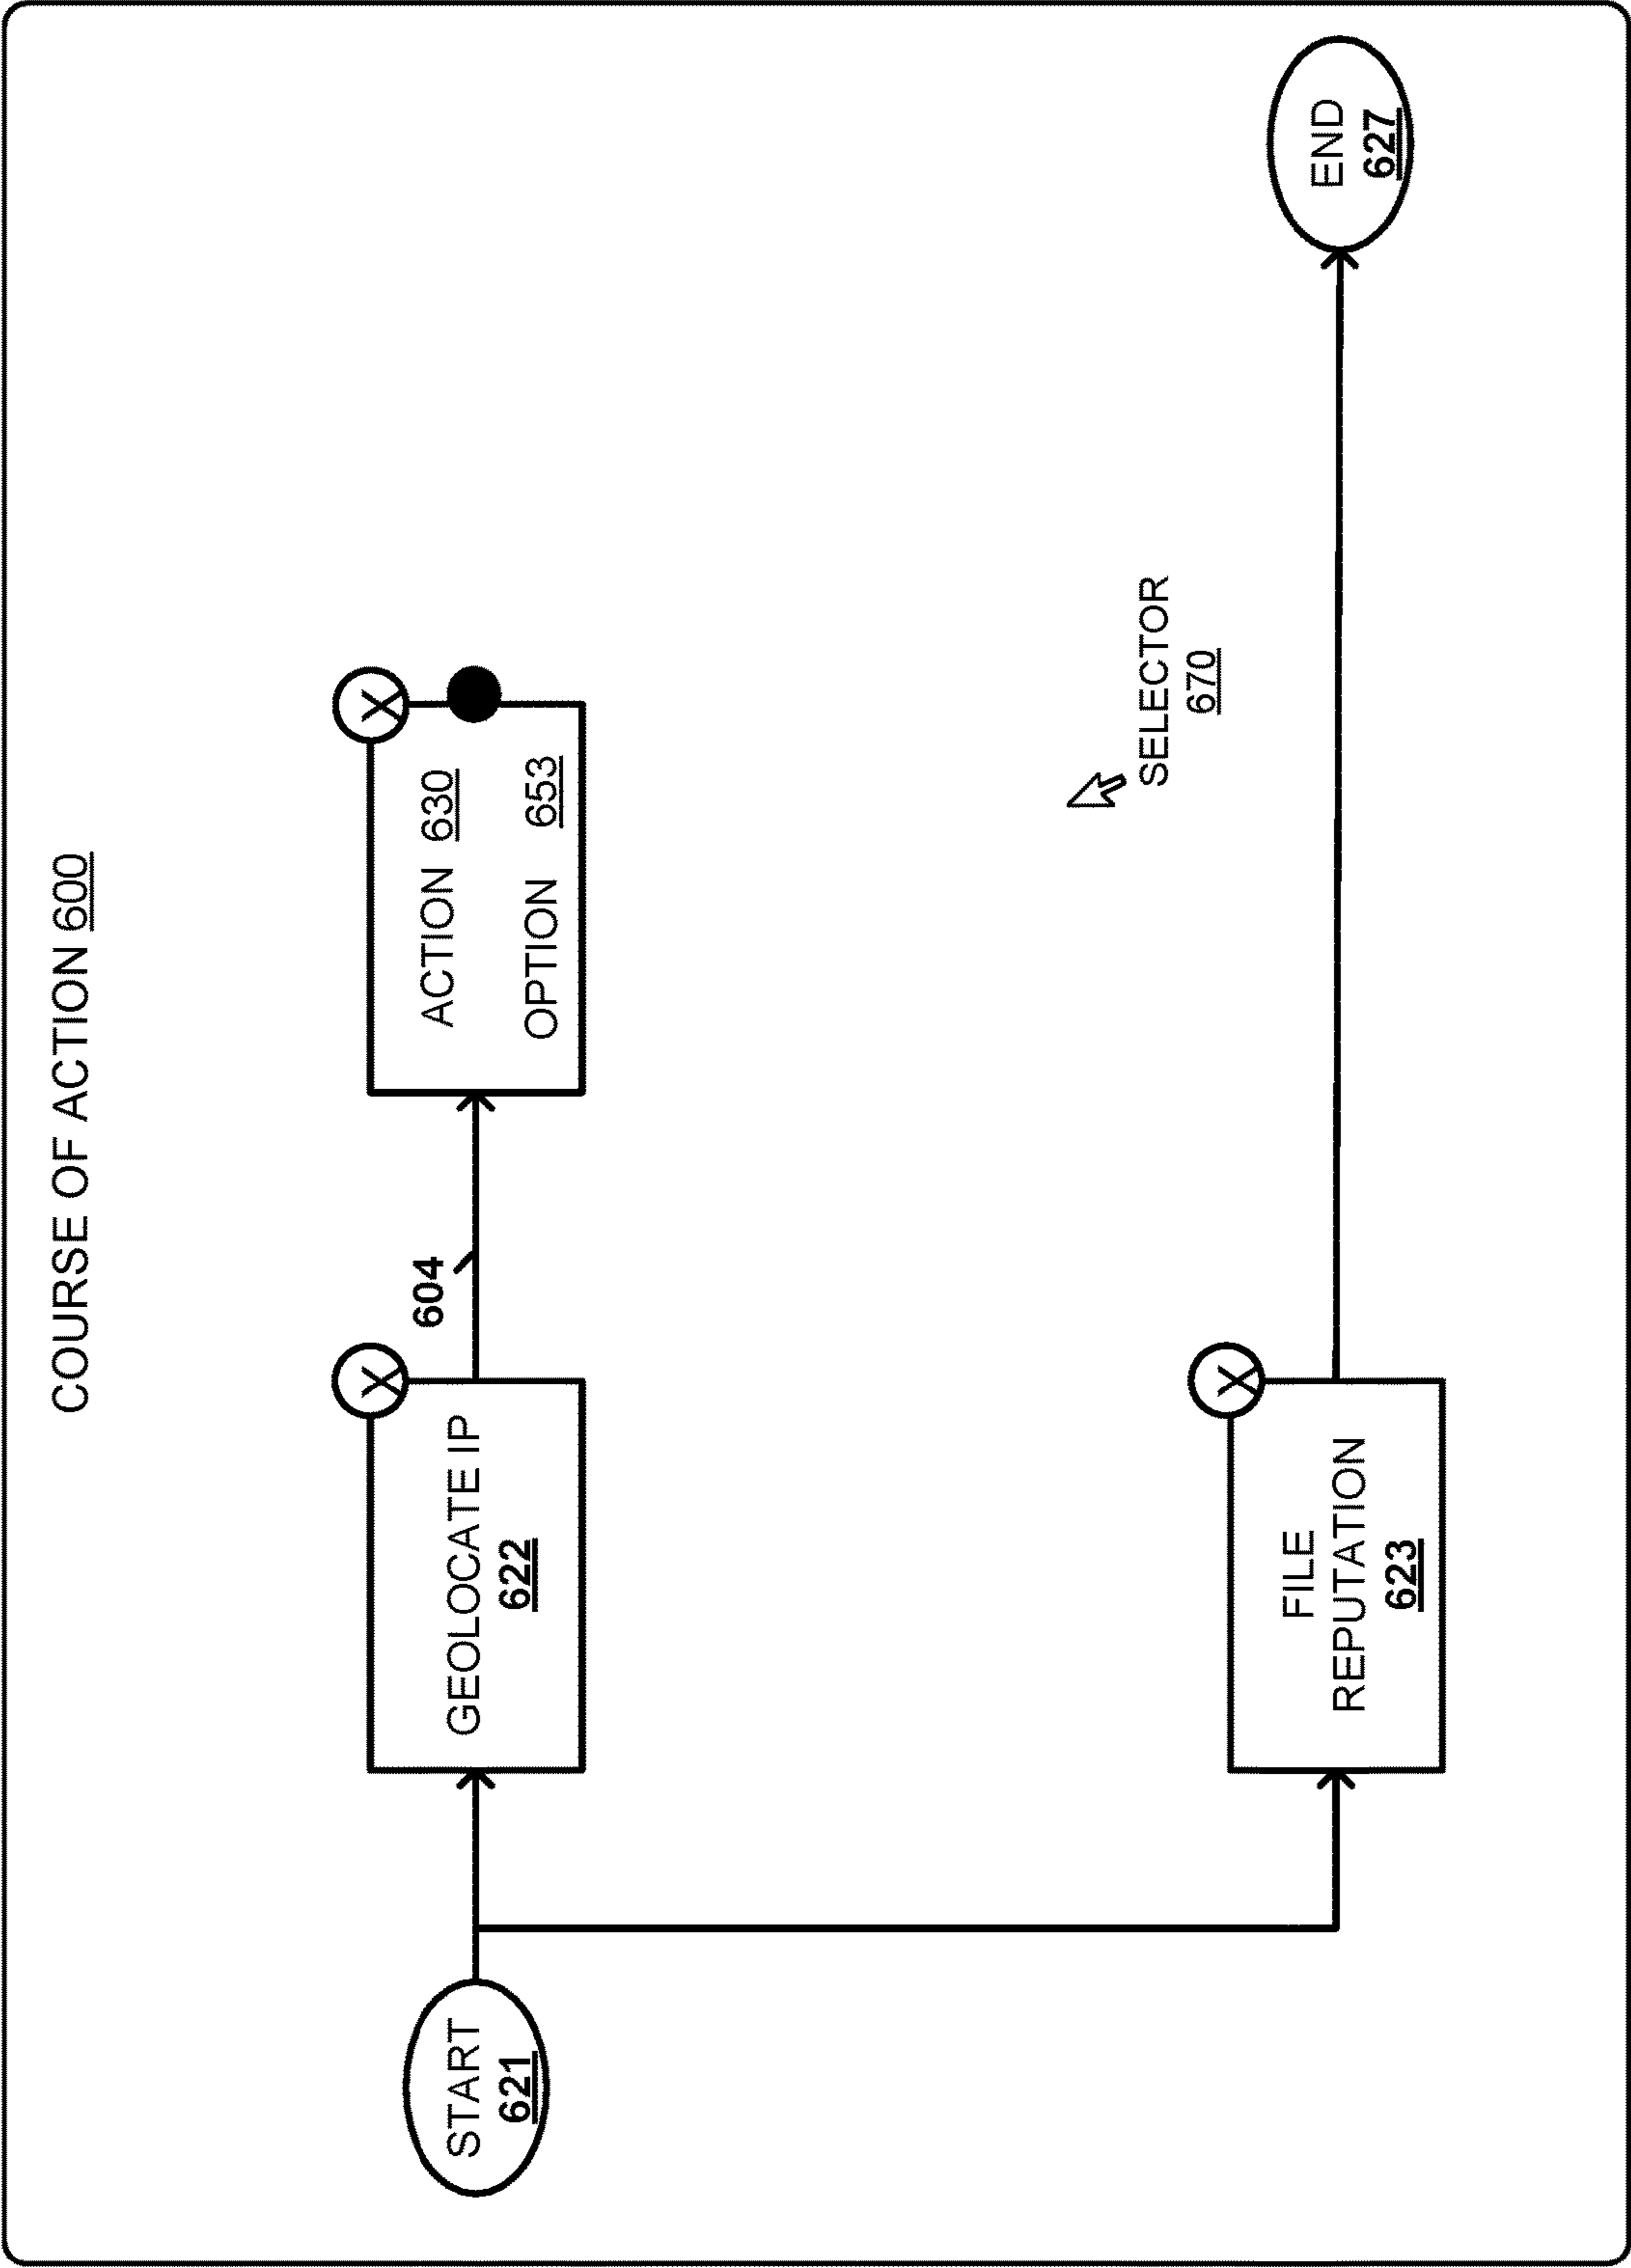 COURSE OF ACTION 600
START
621
GEOLOCATE IP
622
X
604
ACTION 630
OPTION 653
X
SELECTOR
670
FILE
REPUTATION
623
X
END
627